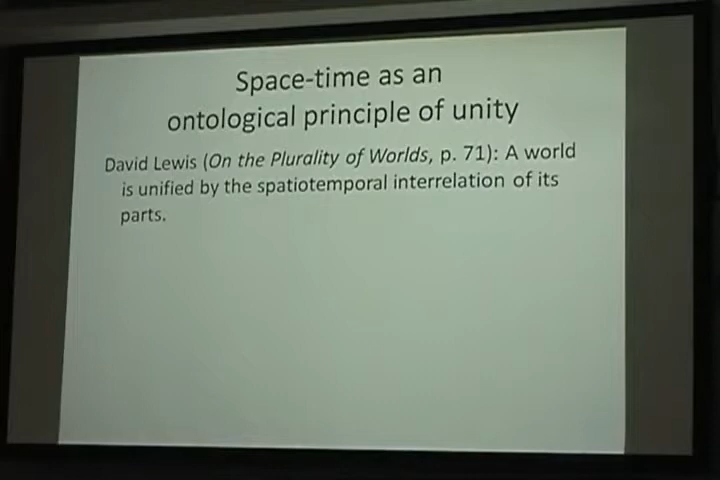 Space-time as an
ontological principle of unity
David Lewis (On the Plurality of Worlds, p. 71): A world
is unified by the spatiotemporal interrelation of its
parts.